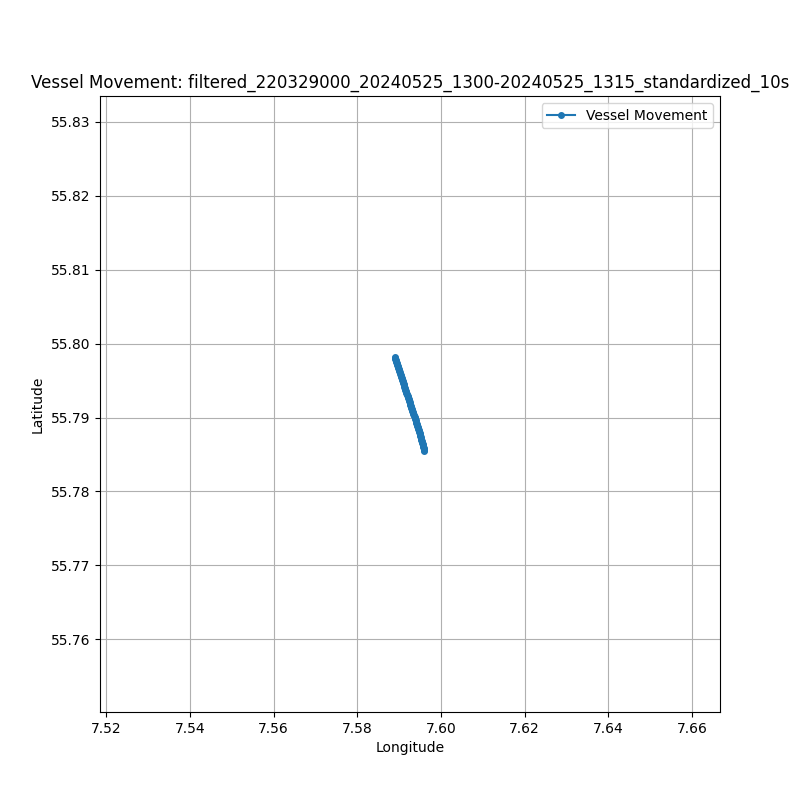 Vessel Movement: filtered_220329000_20240525_1300-20240525_1315_standardized_10s
Vessel Movement
55.83
55.82
55.81
55.80
55.79
55.78
55.77
55.76
Latitude
7.52 7.54 7.56 7.58 7.60 7.62 7.64 7.66
Longitude